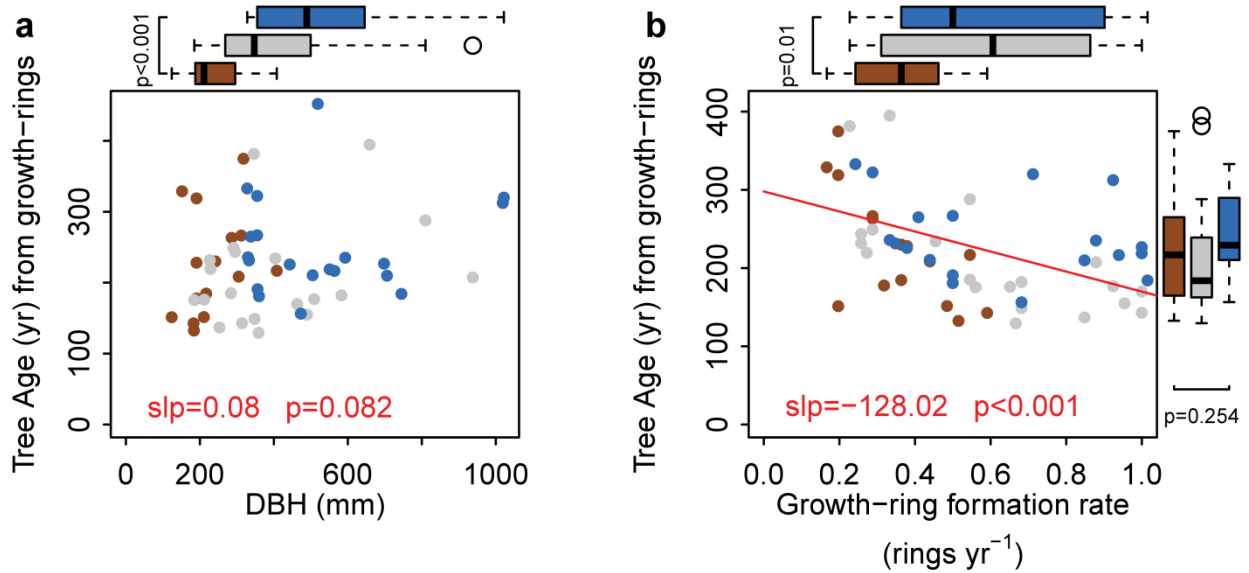 a
p<0.001
Tree Age (yr) from growth−rings
0
100
300
slp=0.08 p=0.082
0
200
600
1000
DBH (mm)
b
p=0.01
Tree Age (yr) from growth−rings
0
100
200
300
400
slp=−128.02 p<0.001
0.0
0.2
0.4
0.6
0.8
1.0
Growth−ring formation rate
(rings yr⁻¹)
p=0.254